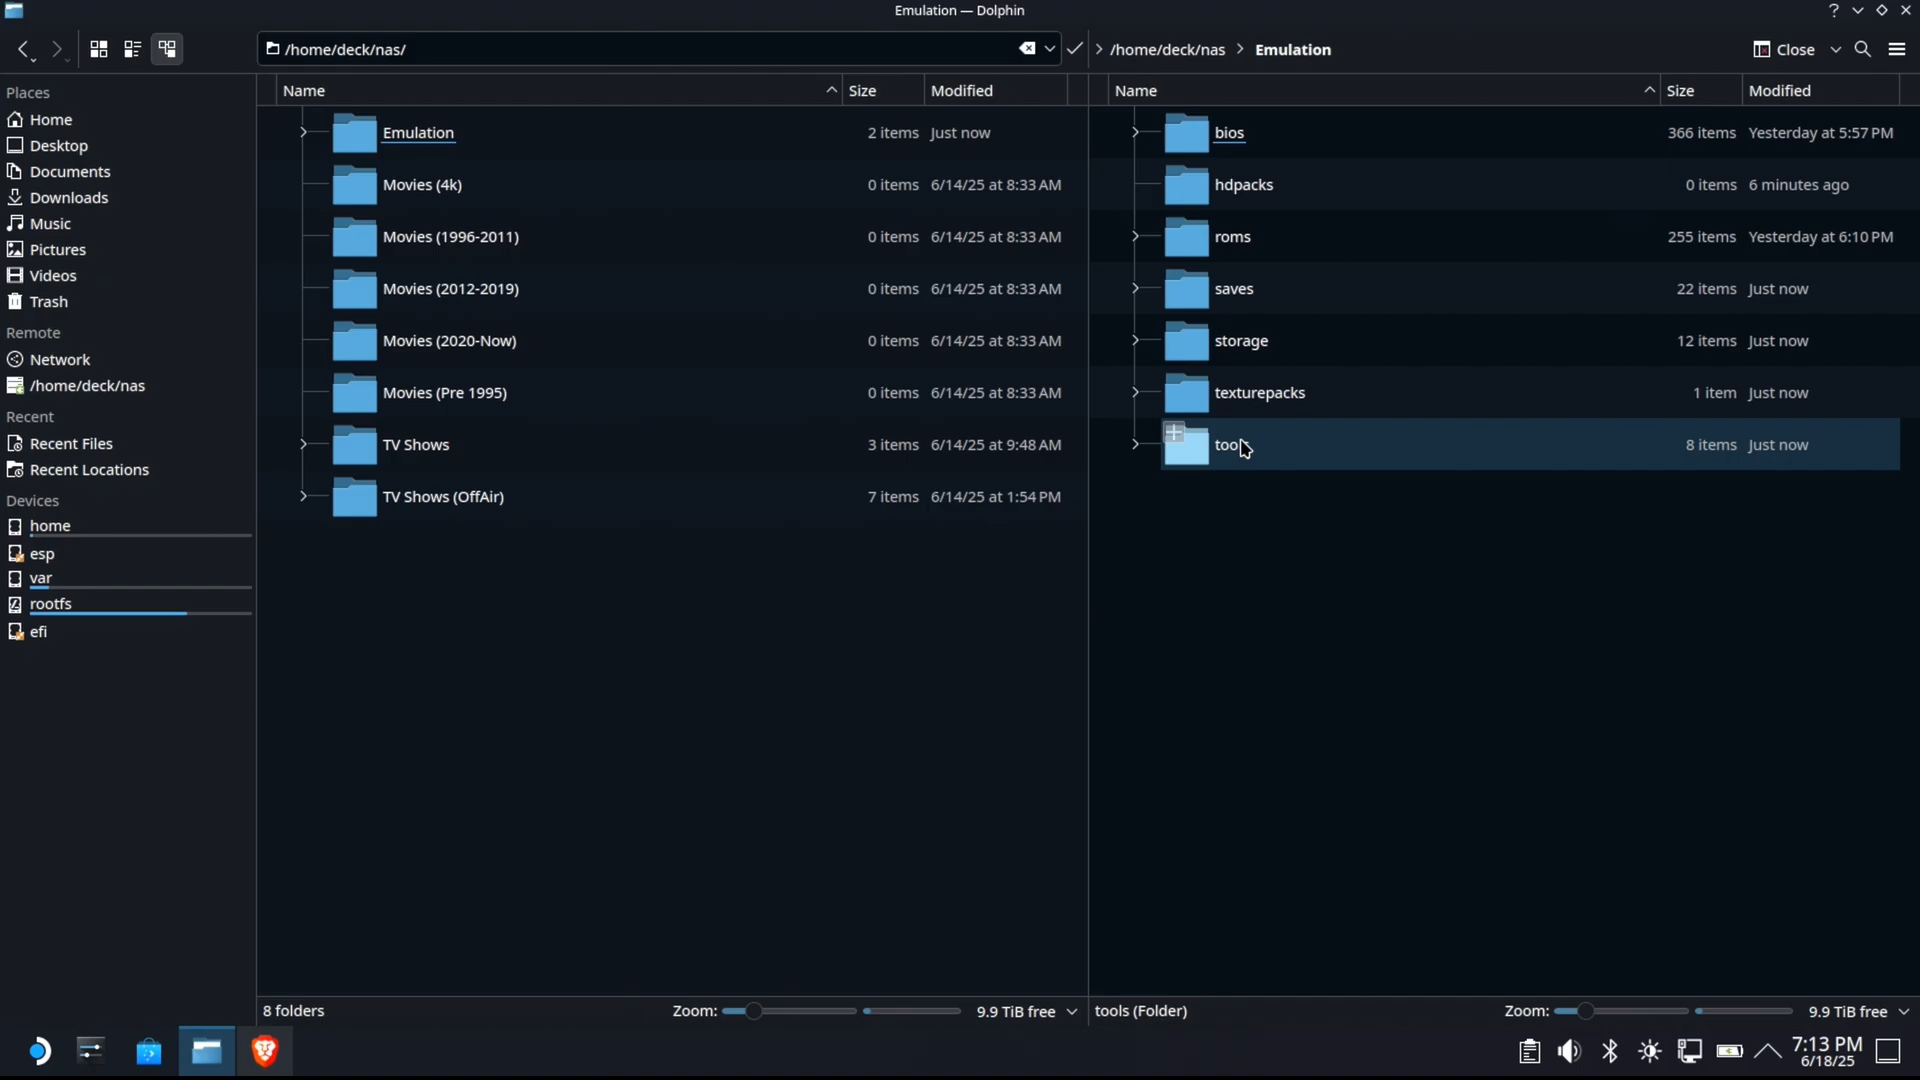 Emulation — Dolphin
?
/home/deck/nas/
/home/deck/nas
Emulation
Close
Places
Home
Desktop
Documents
Downloads
Music
Pictures
Videos
Trash
Remote
Network
/home/deck/nas
Recent
Recent Files
Recent Locations
Devices
home
esp
var
rootfs
efi
Name Size Modified
Emulation 2 items Just now
Movies (4k) 0 items 6/14/25 at 8:33 AM
Movies (1996-2011) 0 items 6/14/25 at 8:33 AM
Movies (2012-2019) 0 items 6/14/25 at 8:33 AM
Movies (2020-Now) 0 items 6/14/25 at 8:33 AM
Movies (Pre 1995) 0 items 6/14/25 at 8:33 AM
TV Shows 3 items 6/14/25 at 9:48 AM
TV Shows (OffAir) 7 items 6/14/25 at 1:54 PM
8 folders Zoom: 9.9 TiB free
Name Size Modified
bios 366 items Yesterday at 5:57 PM
hdpacks 0 items 6 minutes ago
roms 255 items Yesterday at 6:10 PM
saves 22 items Just now
storage 12 items Just now
texturepacks 1 item Just now
tools 8 items Just now
tools (Folder) Zoom: 9.9 TiB free
7:13 PM
6/18/25